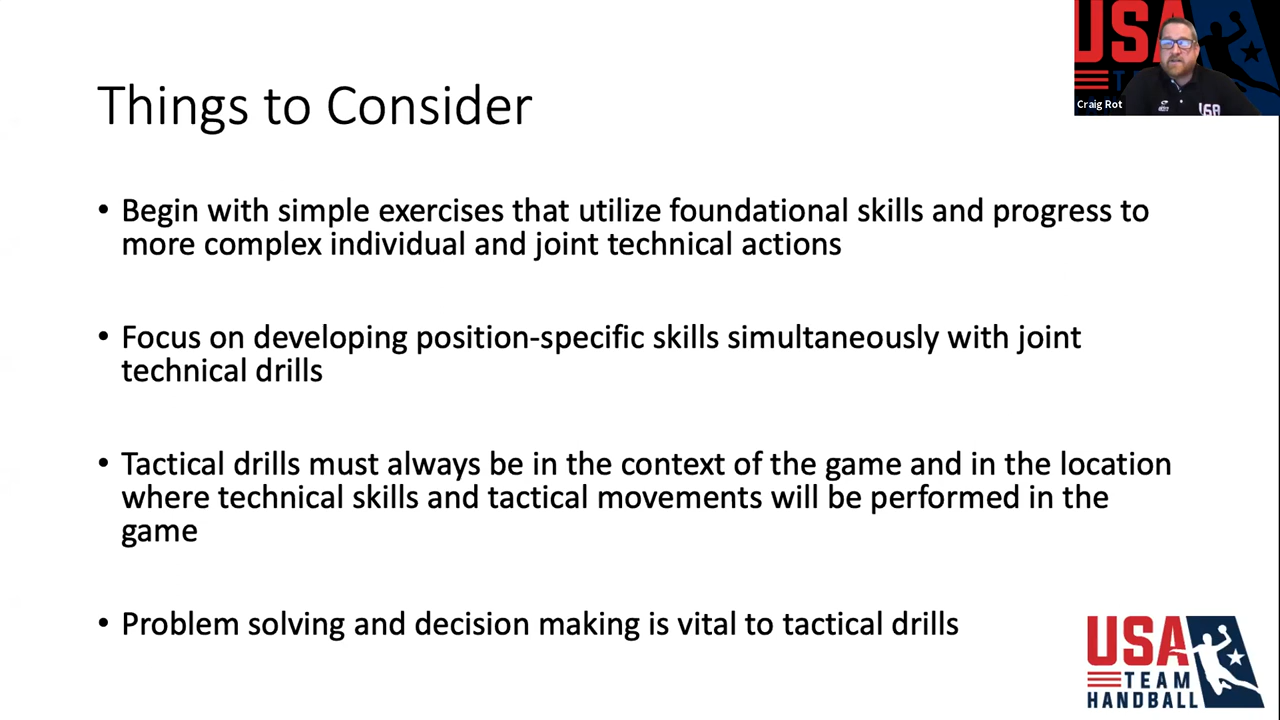 USA
TEAM
Craig Rot
USA
Things to Consider
• Begin with simple exercises that utilize foundational skills and progress to
more complex individual and joint technical actions
• Focus on developing position-specific skills simultaneously with joint
technical drills
• Tactical drills must always be in the context of the game and in the location
where technical skills and tactical movements will be performed in the
game
• Problem solving and decision making is vital to tactical drills
USA
TEAM
HANDBALL